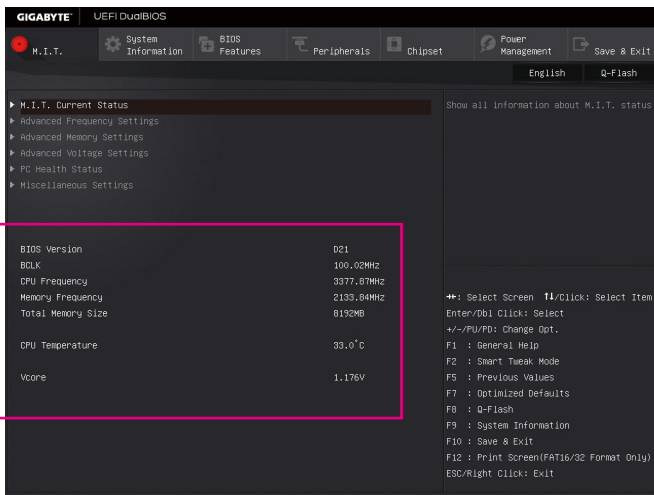 GIGABYTE™ UEFI DualBIOS
M.I.T. System Information BIOS Features Peripherals Chipset Power Management Save & Exit
English Q-Flash
M.I.T. Current Status
Advanced Frequency Settings
Advanced Memory Settings
Advanced Voltage Settings
PC Health Status
Miscellaneous Settings
Show all information about M.I.T. status
BIOS Version D21
BCLK 100.02MHz
CPU Frequency 3377.87MHz
Memory Frequency 2133.84MHz
Total Memory Size 8192MB
CPU Temperature 33.0°C
Vcore 1.176V
→←: Select Screen ↑↓/Click: Select Item
Enter/Dbl Click: Select
+/-/PU/PD: Change Opt.
F1 : General Help
F2 : Smart Tweak Mode
F5 : Previous Values
F7 : Optimized Defaults
F8 : Q-Flash
F9 : System Information
F10 : Save & Exit
F12 : Print Screen(FAT16/32 Format Only)
ESC/Right Click: Exit